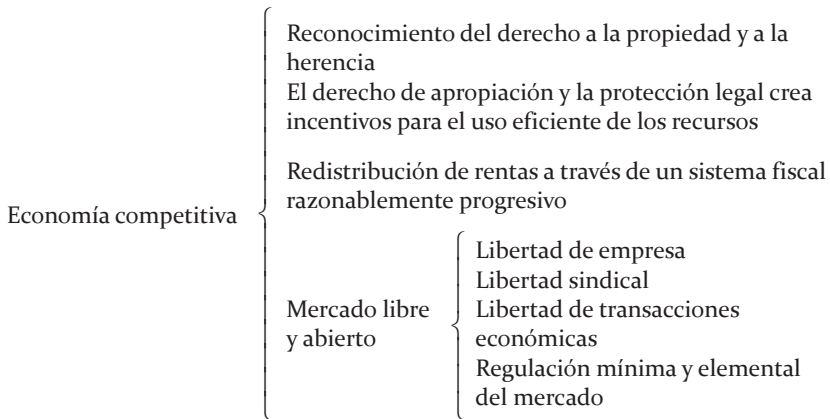 Reconocimiento del derecho a la propiedad y a la
herencia
El derecho de apropiación y la protección legal crea
incentivos para el uso eficiente de los recursos
Redistribución de rentas a través de un sistema fiscal
razonablemente progresivo
Economía competitiva
Mercado libre
y abierto
Libertad de empresa
Libertad sindical
Libertad de transacciones
económicas
Regulación mínima y elemental
del mercado